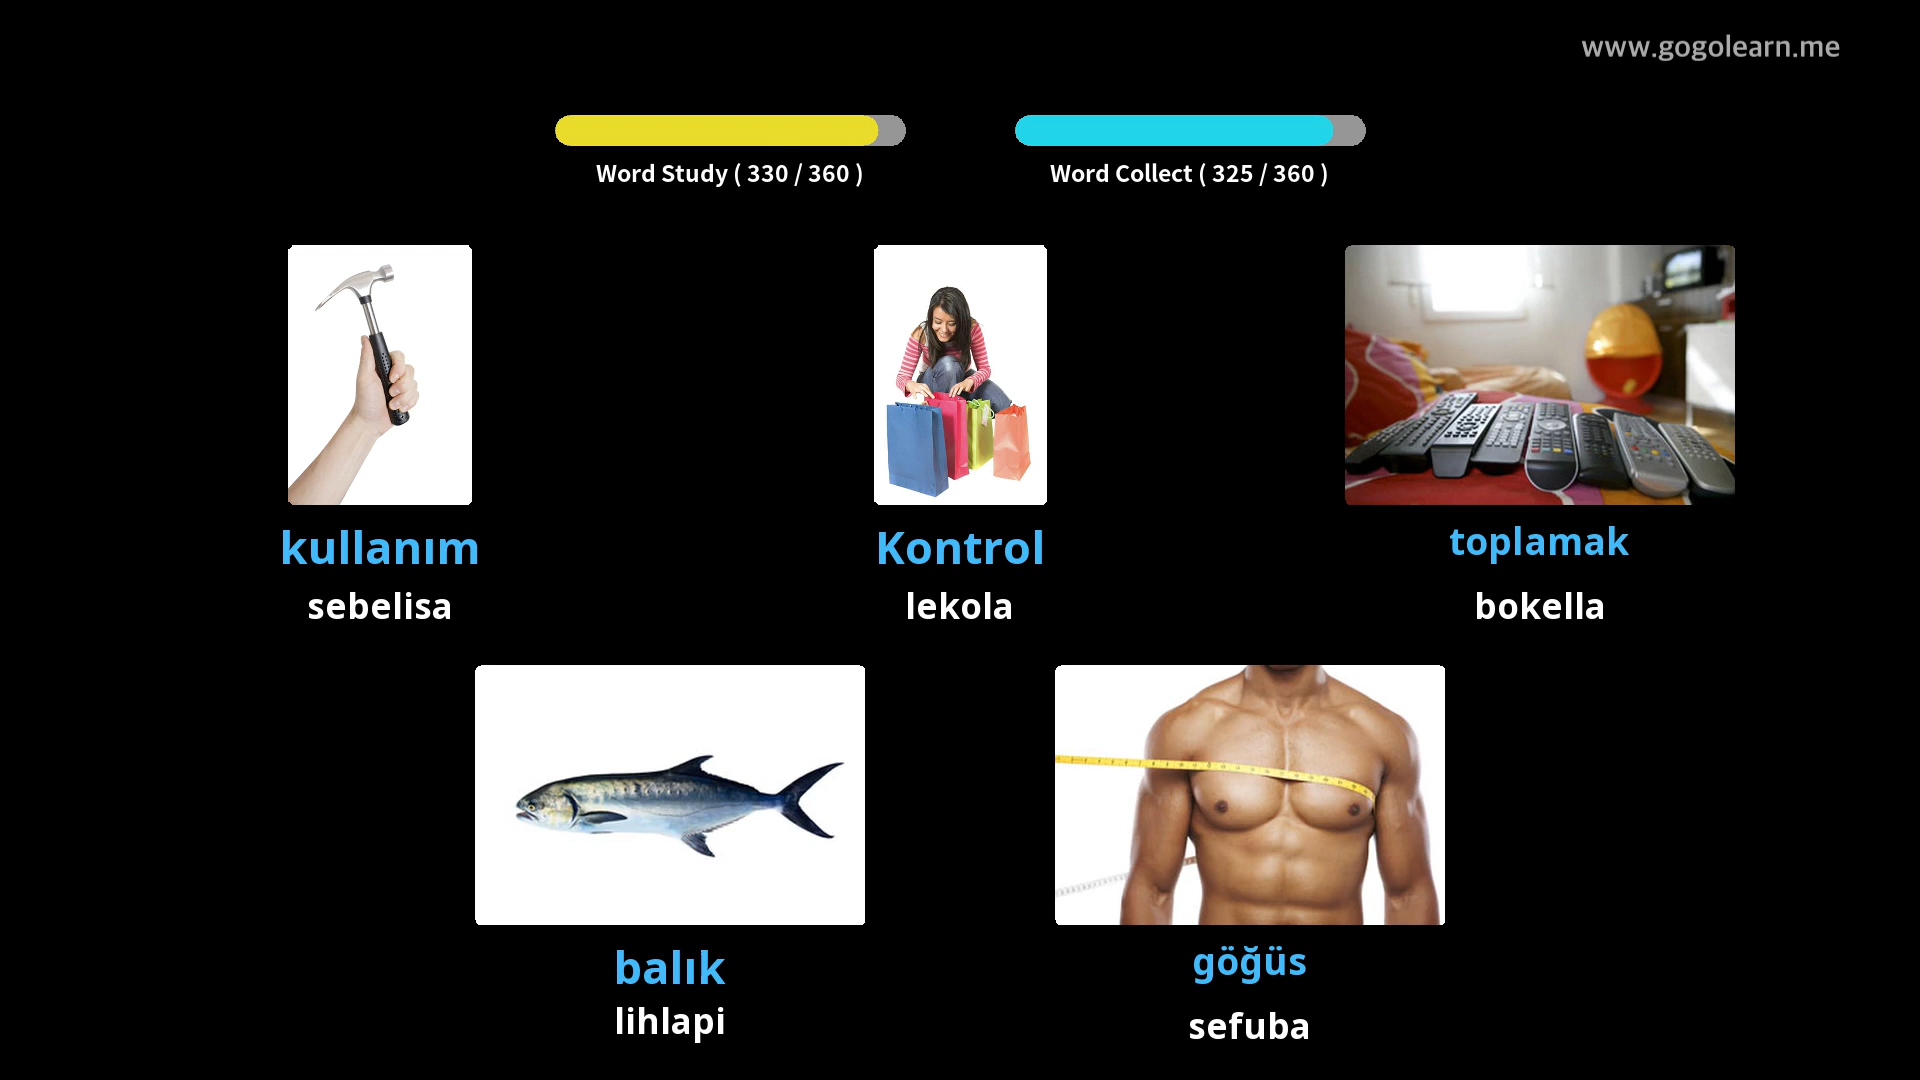 www.gogolearn.me
Word Study ( 330 / 360 )
Word Collect ( 325 / 360 )
kullanım
sebelisa
Kontrol
lekola
toplamak
bokella
balık
lihlapi
göğüs
sefuba